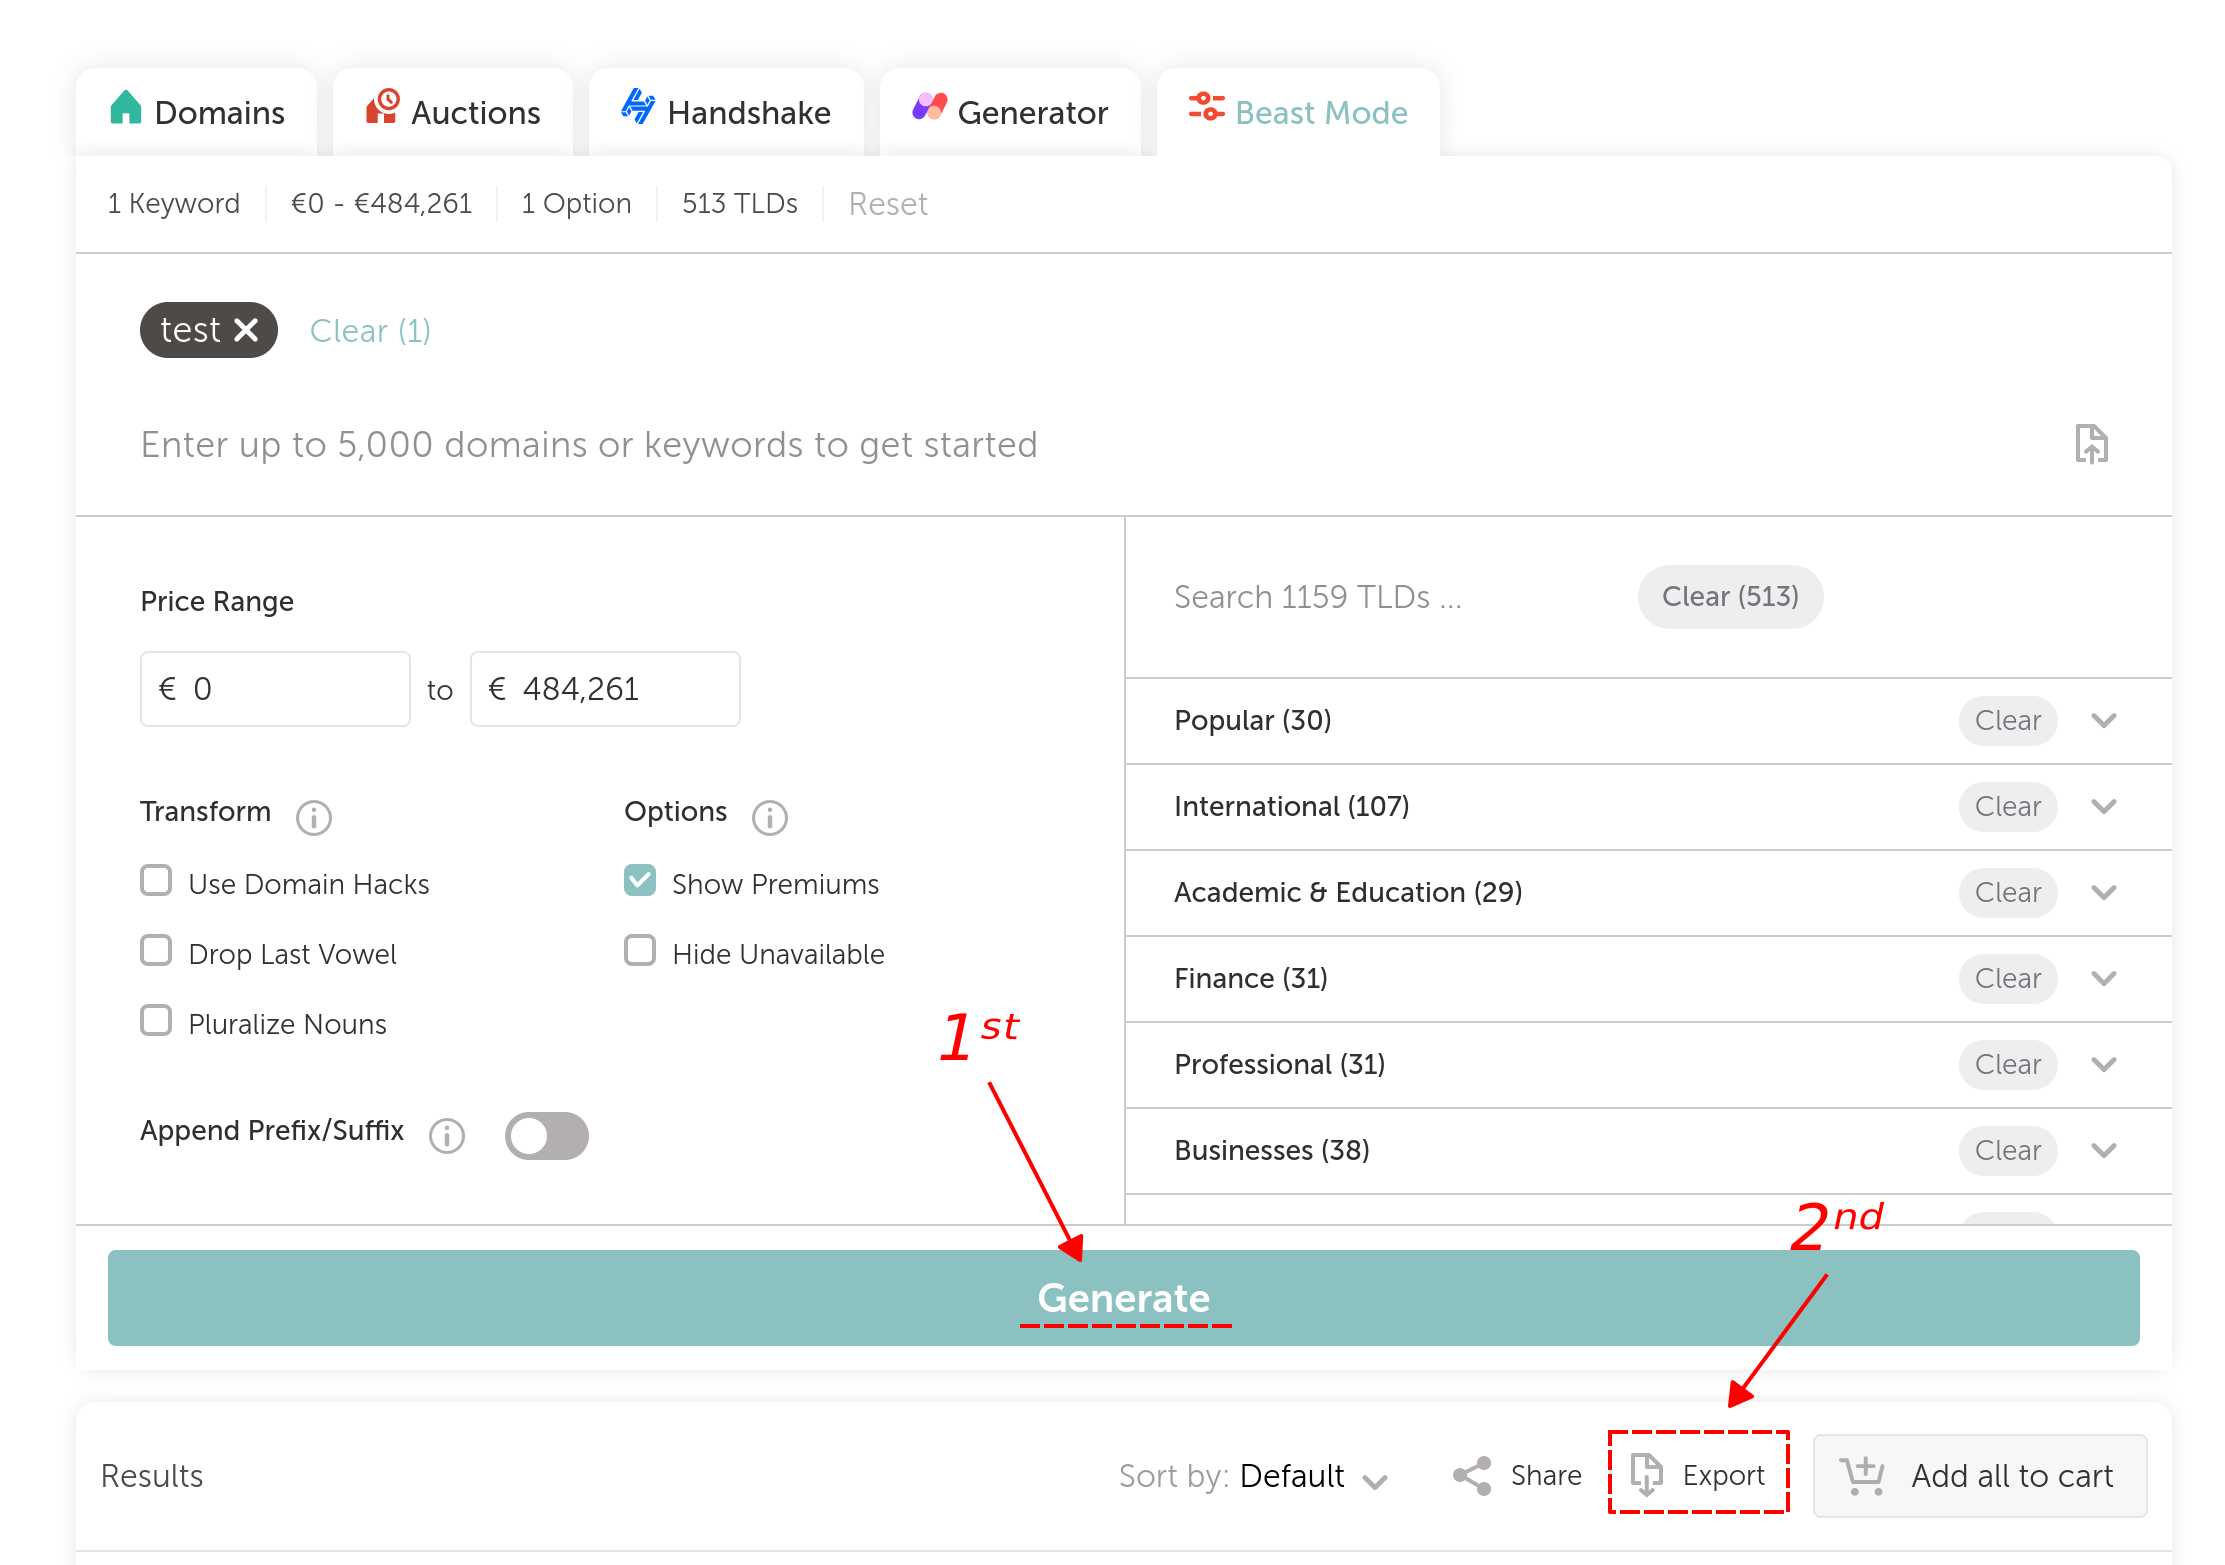 Domains
Auctions
Handshake
Generator
Beast Mode
1 Keyword
€0 - €484,261
1 Option
513 TLDs
Reset
test
Clear (1)
Enter up to 5,000 domains or keywords to get started
Price Range
€ 0 to € 484,261
Transform
Use Domain Hacks
Drop Last Vowel
Pluralize Nouns
Options
Show Premiums
Hide Unavailable
Append Prefix/Suffix
Search 1159 TLDs ...
Clear (513)
Popular (30) Clear
International (107) Clear
Academic & Education (29) Clear
Finance (31) Clear
Professional (31) Clear
Businesses (38) Clear
1st
2nd
Generate
Results
Sort by: Default
Share
Export
Add all to cart